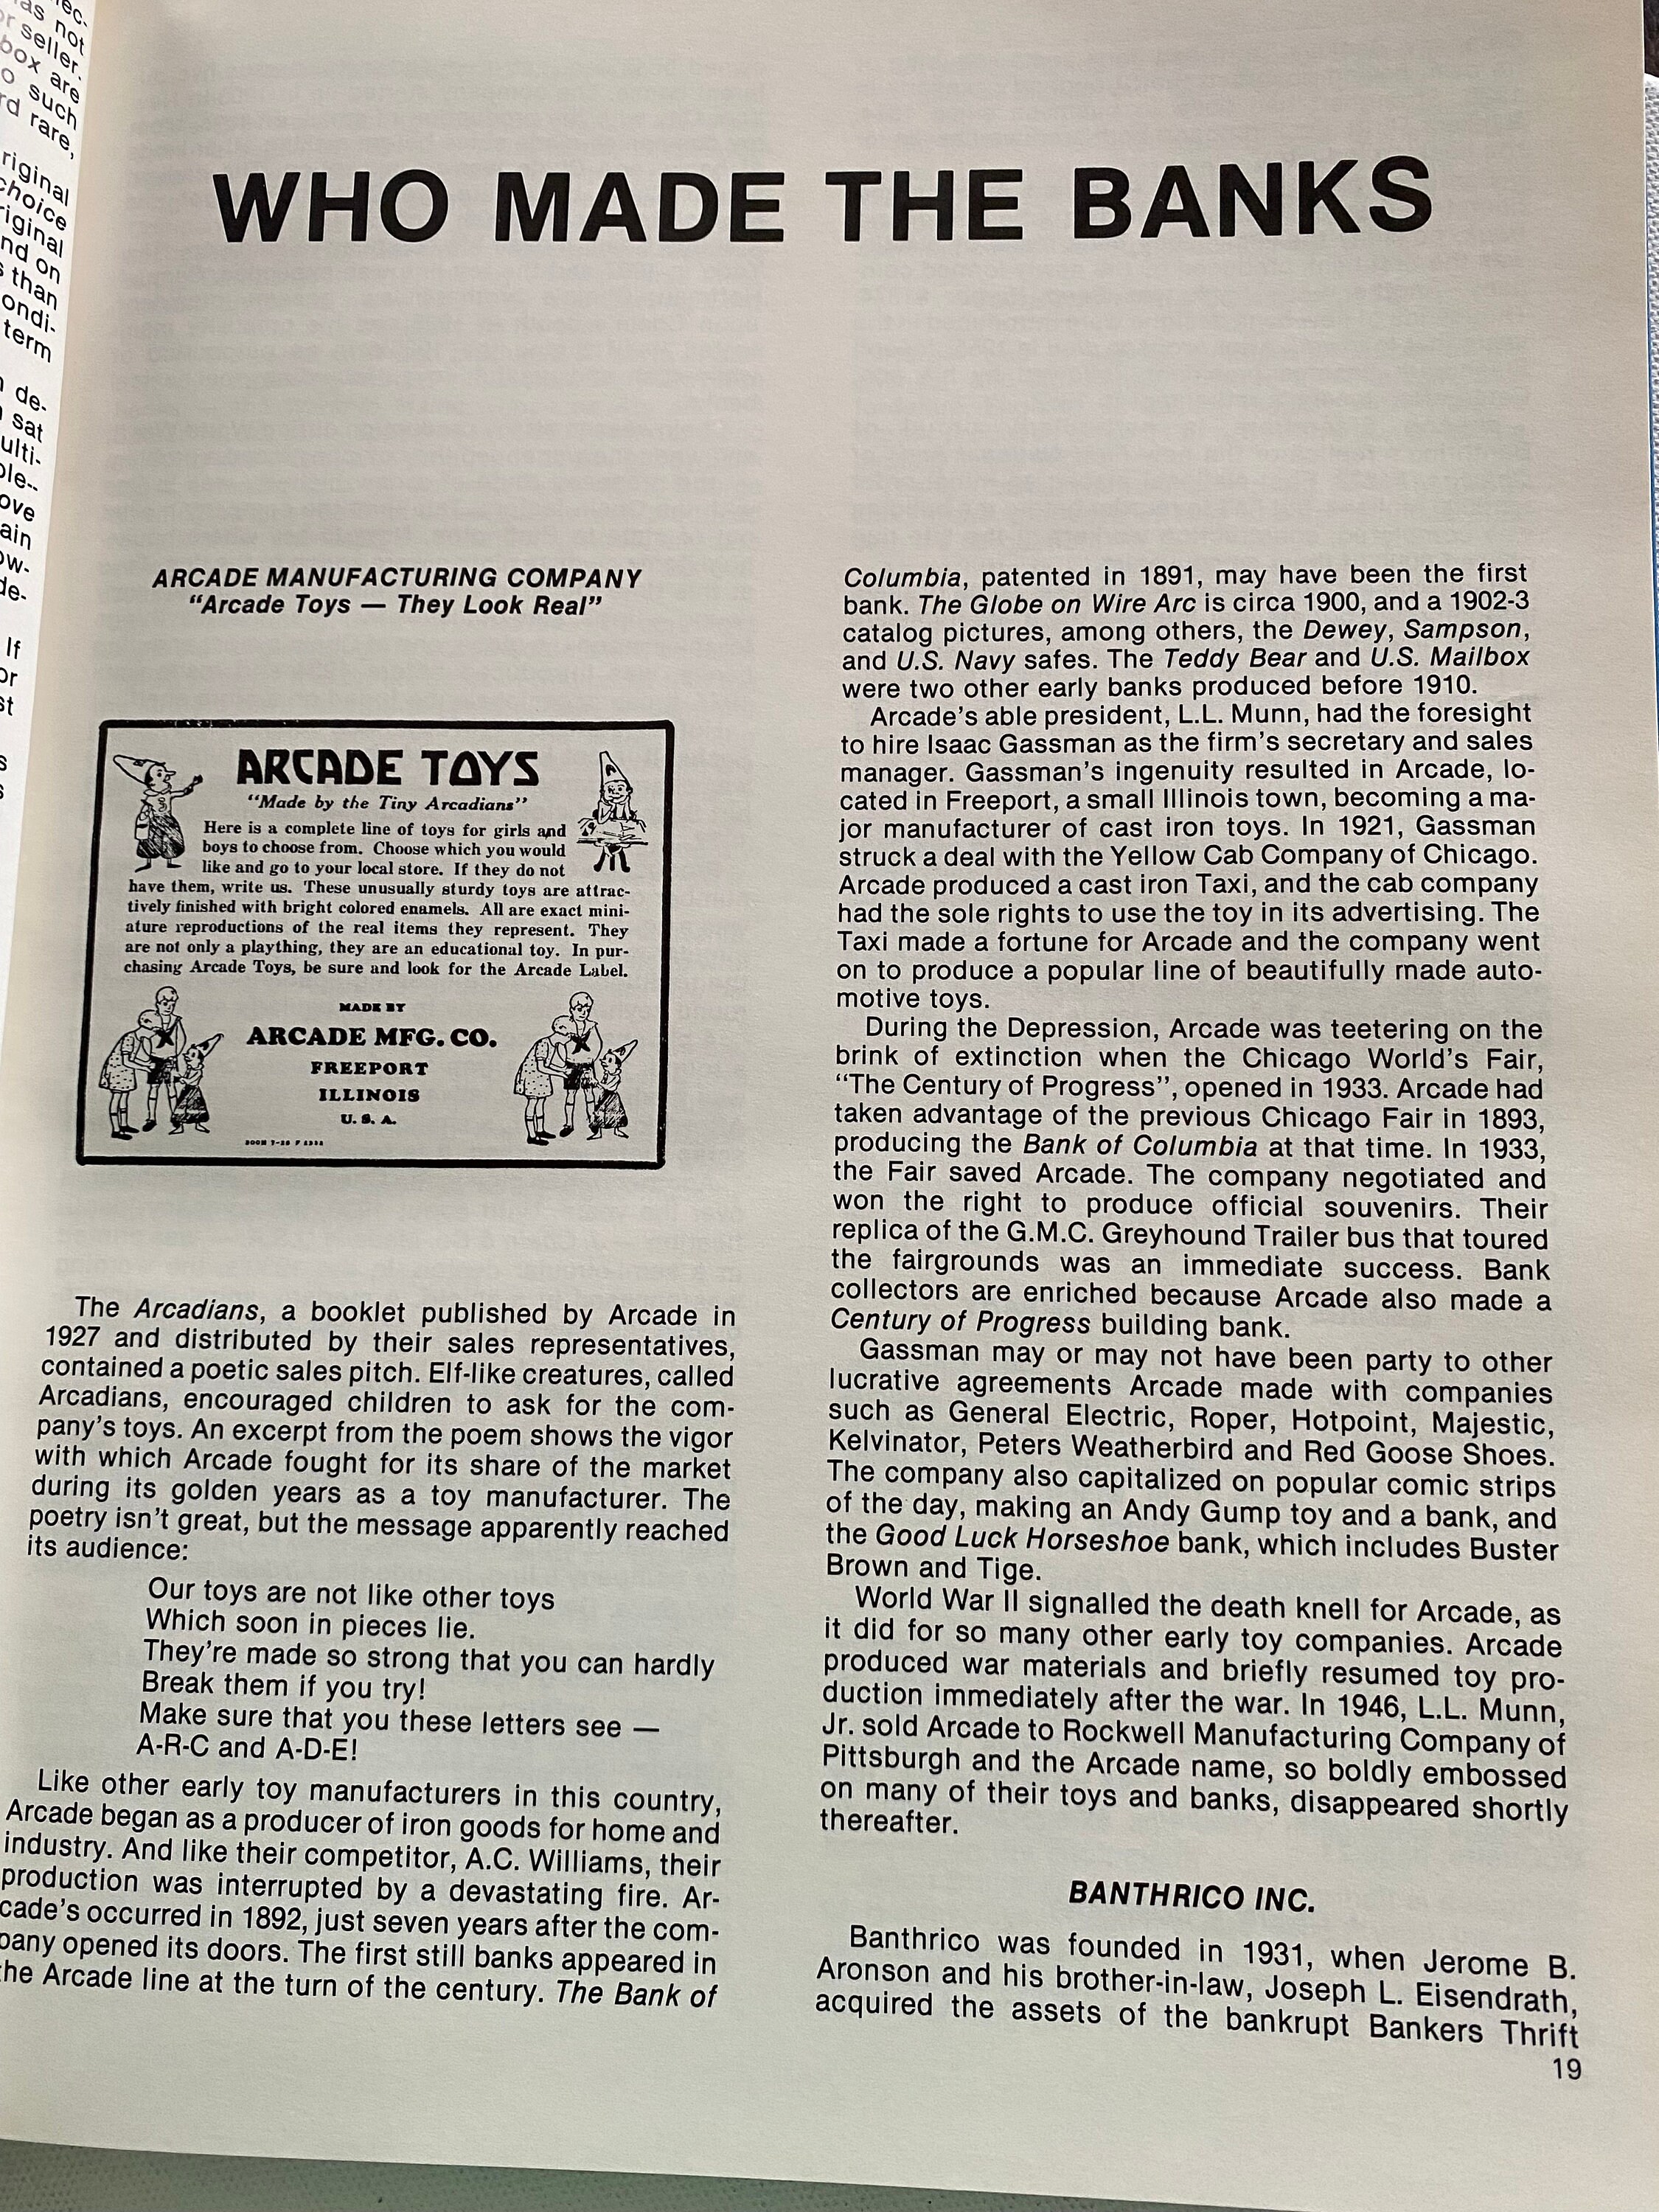 ec-
as not
or seller.
box are
o such
rd rare,
riginal
choice
riginal
nd on
s than
ondi-
term
de-
sat
ulti-
ple-
ove
ain
ow-
de-
If
or
st
s
s
WHO MADE THE BANKS
ARCADE MANUFACTURING COMPANY
“Arcade Toys — They Look Real”
ARCADE TOYS
“Made by the Tiny Arcadians”
Here is a complete line of toys for girls and
boys to choose from. Choose which you would
like and go to your local store. If they do not
have them, write us. These unusually sturdy toys are attrac-
tively finished with bright colored enamels. All are exact mini-
ature reproductions of the real items they represent. They
are not only a plaything, they are an educational toy. In pur-
chasing Arcade Toys, be sure and look for the Arcade Label.
MADE BY
ARCADE MFG. CO.
FREEPORT
ILLINOIS
U. S. A.
The Arcadians, a booklet published by Arcade in
1927 and distributed by their sales representatives,
contained a poetic sales pitch. Elf-like creatures, called
Arcadians, encouraged children to ask for the com-
pany’s toys. An excerpt from the poem shows the vigor
with which Arcade fought for its share of the market
during its golden years as a toy manufacturer. The
poetry isn’t great, but the message apparently reached
its audience:
Our toys are not like other toys
Which soon in pieces lie.
They’re made so strong that you can hardly
Break them if you try!
Make sure that you these letters see —
A-R-C and A-D-E!
Like other early toy manufacturers in this country,
Arcade began as a producer of iron goods for home and
industry. And like their competitor, A.C. Williams, their
production was interrupted by a devastating fire. Ar-
cade’s occurred in 1892, just seven years after the com-
pany opened its doors. The first still banks appeared in
the Arcade line at the turn of the century. The Bank of
Columbia, patented in 1891, may have been the first
bank. The Globe on Wire Arc is circa 1900, and a 1902-3
catalog pictures, among others, the Dewey, Sampson,
and U.S. Navy safes. The Teddy Bear and U.S. Mailbox
were two other early banks produced before 1910.
Arcade’s able president, L.L. Munn, had the foresight
to hire Isaac Gassman as the firm’s secretary and sales
manager. Gassman’s ingenuity resulted in Arcade, lo-
cated in Freeport, a small Illinois town, becoming a ma-
jor manufacturer of cast iron toys. In 1921, Gassman
struck a deal with the Yellow Cab Company of Chicago.
Arcade produced a cast iron Taxi, and the cab company
had the sole rights to use the toy in its advertising. The
Taxi made a fortune for Arcade and the company went
on to produce a popular line of beautifully made auto-
motive toys.
During the Depression, Arcade was teetering on the
brink of extinction when the Chicago World’s Fair,
“The Century of Progress”, opened in 1933. Arcade had
taken advantage of the previous Chicago Fair in 1893,
producing the Bank of Columbia at that time. In 1933,
the Fair saved Arcade. The company negotiated and
won the right to produce official souvenirs. Their
replica of the G.M.C. Greyhound Trailer bus that toured
the fairgrounds was an immediate success. Bank
collectors are enriched because Arcade also made a
Century of Progress building bank.
Gassman may or may not have been party to other
lucrative agreements Arcade made with companies
such as General Electric, Roper, Hotpoint, Majestic,
Kelvinator, Peters Weatherbird and Red Goose Shoes.
The company also capitalized on popular comic strips
of the day, making an Andy Gump toy and a bank, and
the Good Luck Horseshoe bank, which includes Buster
Brown and Tige.
World War II signalled the death knell for Arcade, as
it did for so many other early toy companies. Arcade
produced war materials and briefly resumed toy pro-
duction immediately after the war. In 1946, L.L. Munn,
Jr. sold Arcade to Rockwell Manufacturing Company of
Pittsburgh and the Arcade name, so boldly embossed
on many of their toys and banks, disappeared shortly
thereafter.
BANTHRICO INC.
Banthrico was founded in 1931, when Jerome B.
Aronson and his brother-in-law, Joseph L. Eisendrath,
acquired the assets of the bankrupt Bankers Thrift
19